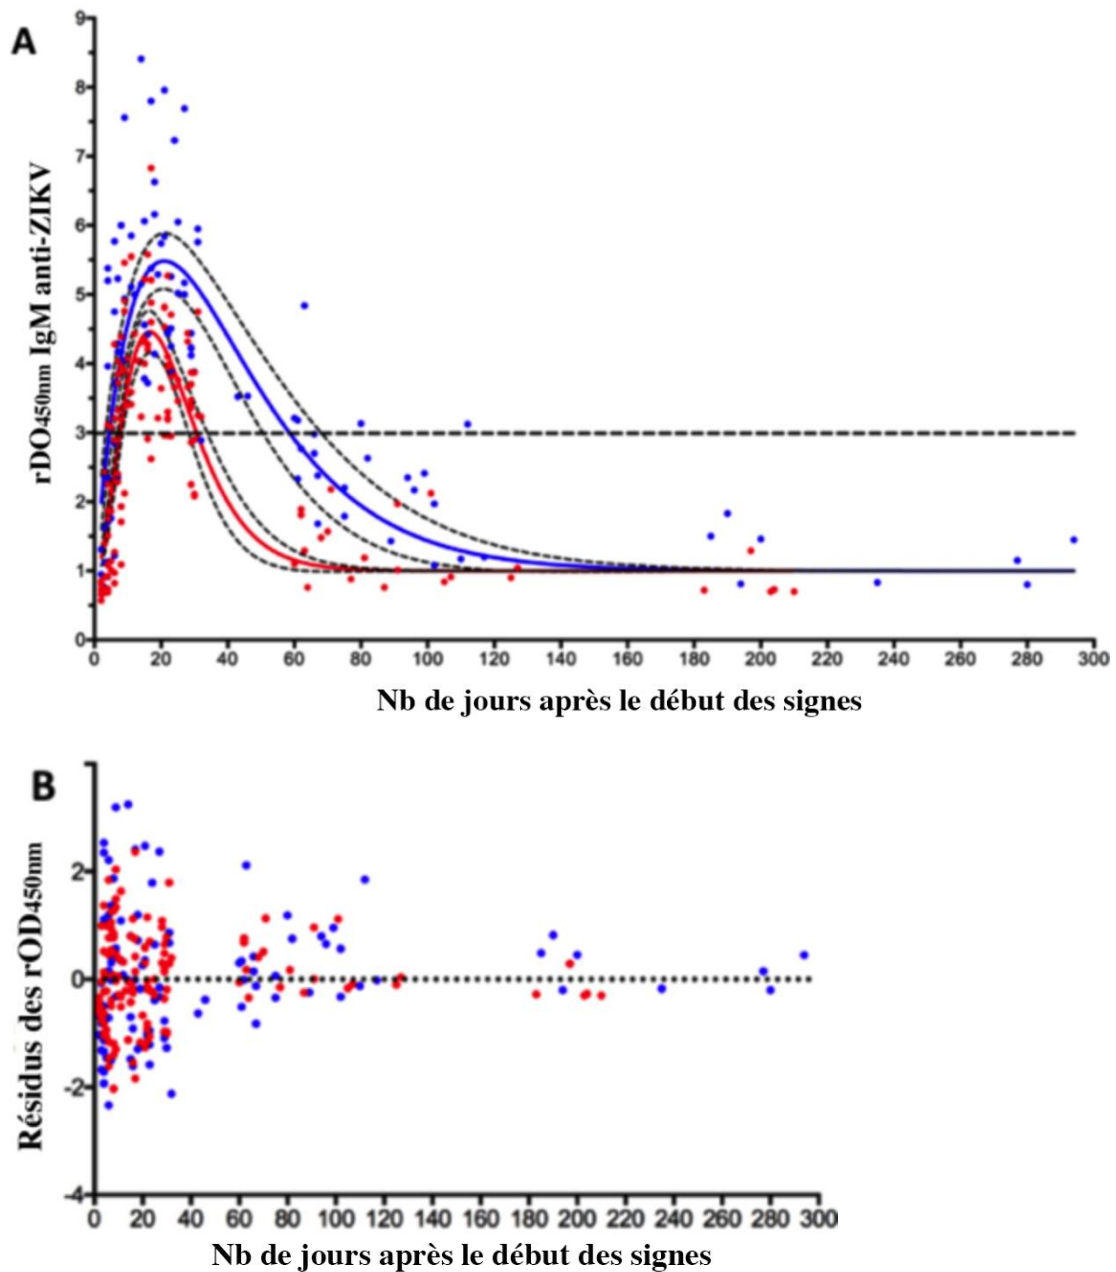 A
9
8
7
6
5
4
3
2
1
0
rDO450nm IgM anti-ZIKV
0 20 40 60 80 100 120 140 160 180 200 220 240 260 280 300
Nb de jours après le début des signes
B
2
0
-2
-4
Résidus des rOD450nm
0 20 40 60 80 100 120 140 160 180 200 220 240 260 280 300
Nb de jours après le début des signes